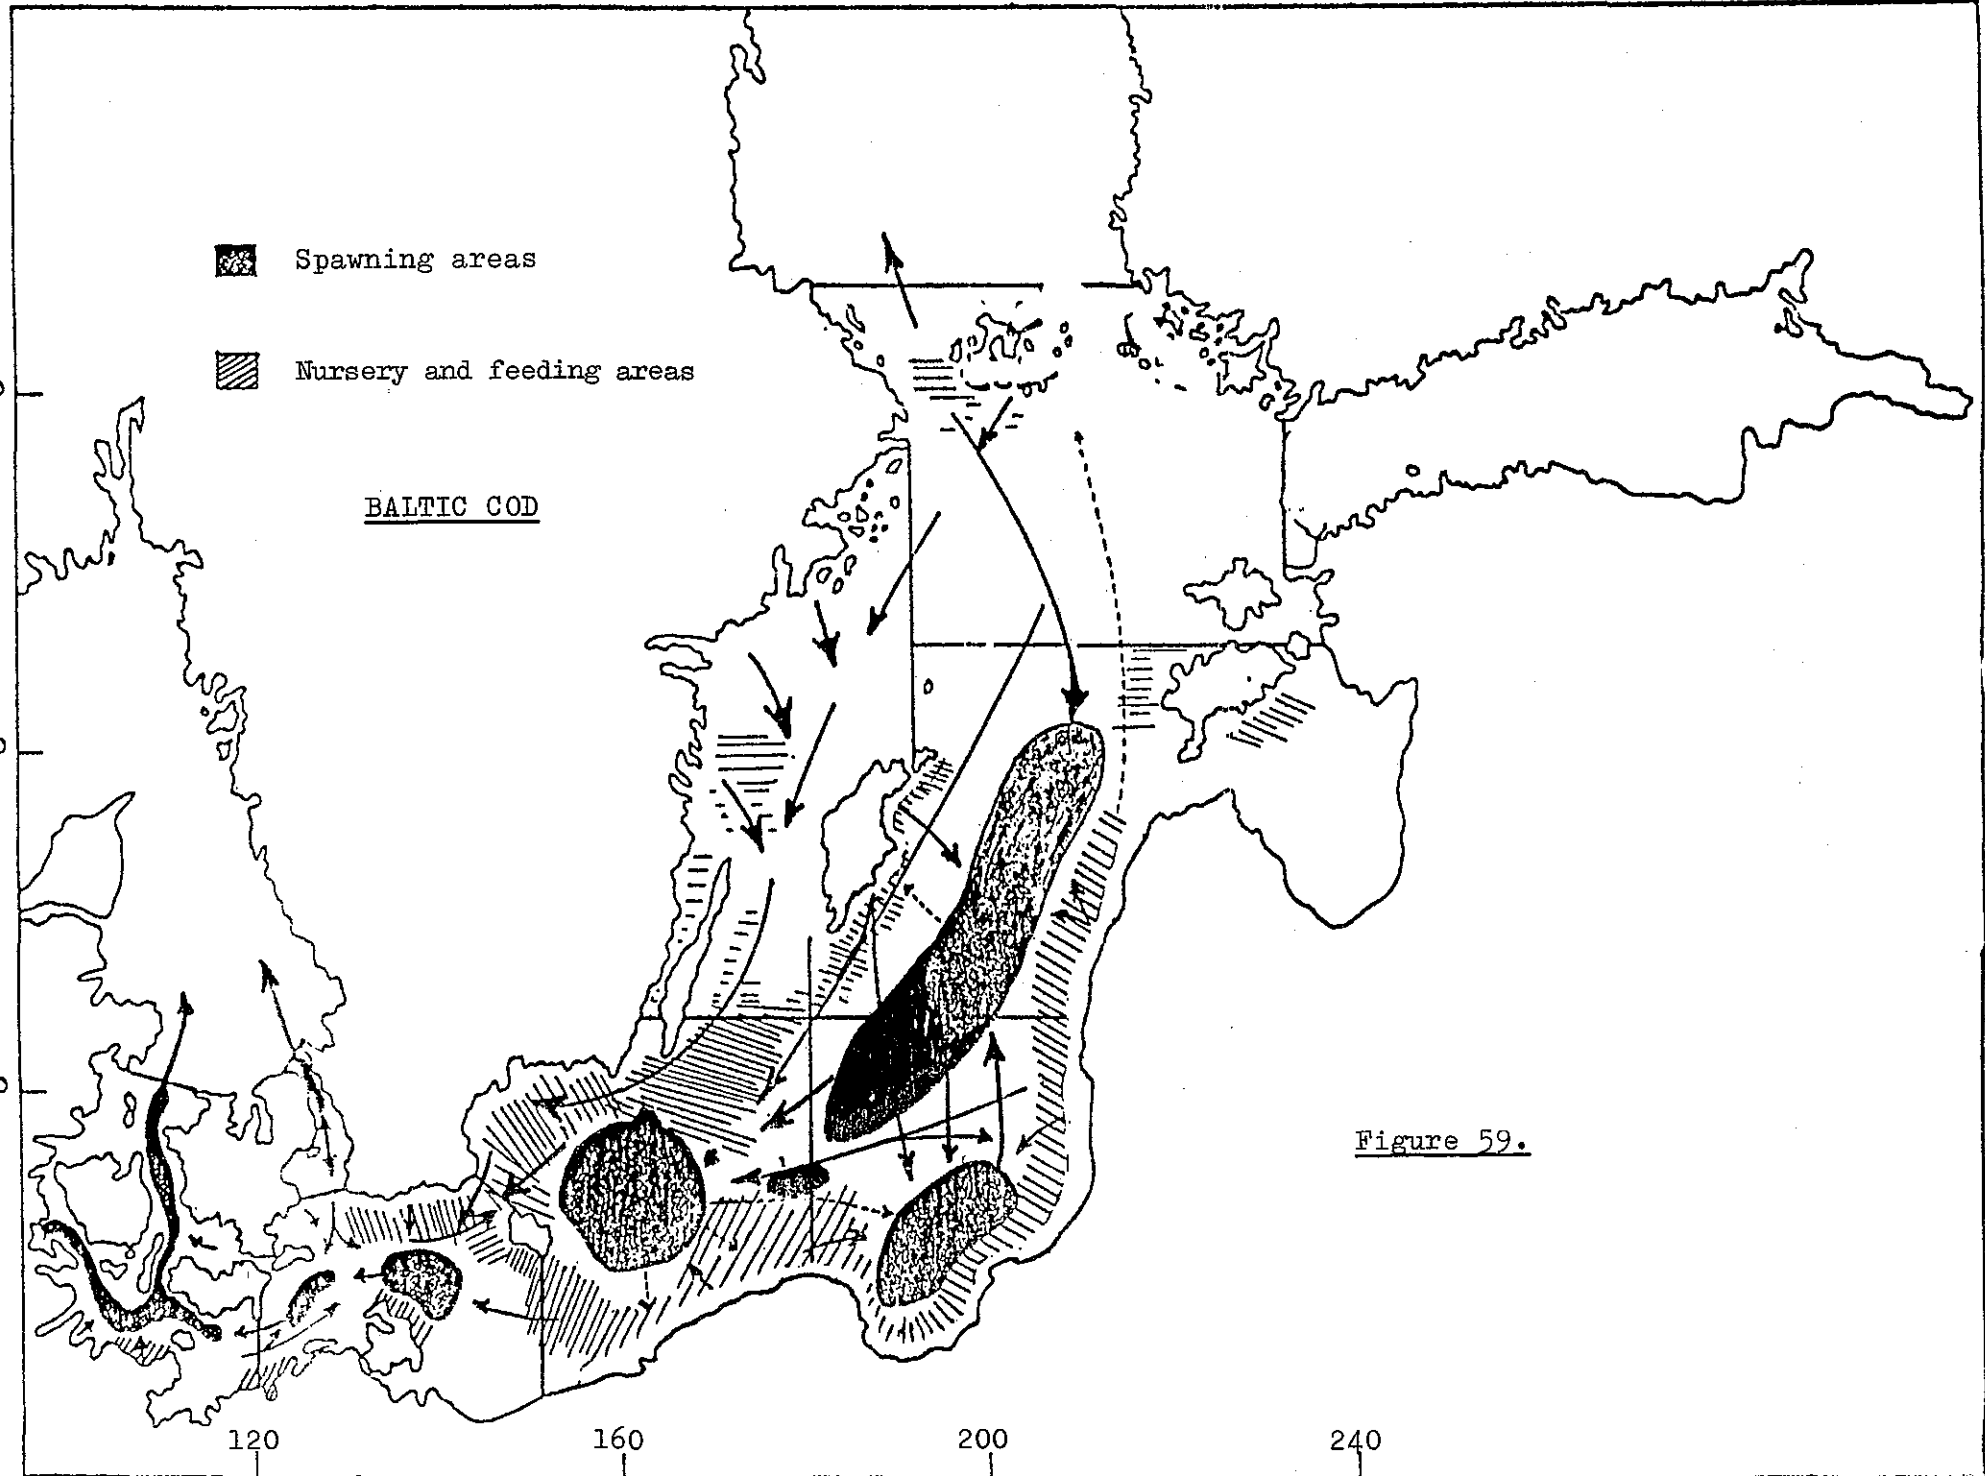 Spawning areas
Nursery and feeding areas
BALTIC COD
Figure 59.
120
160
200
240